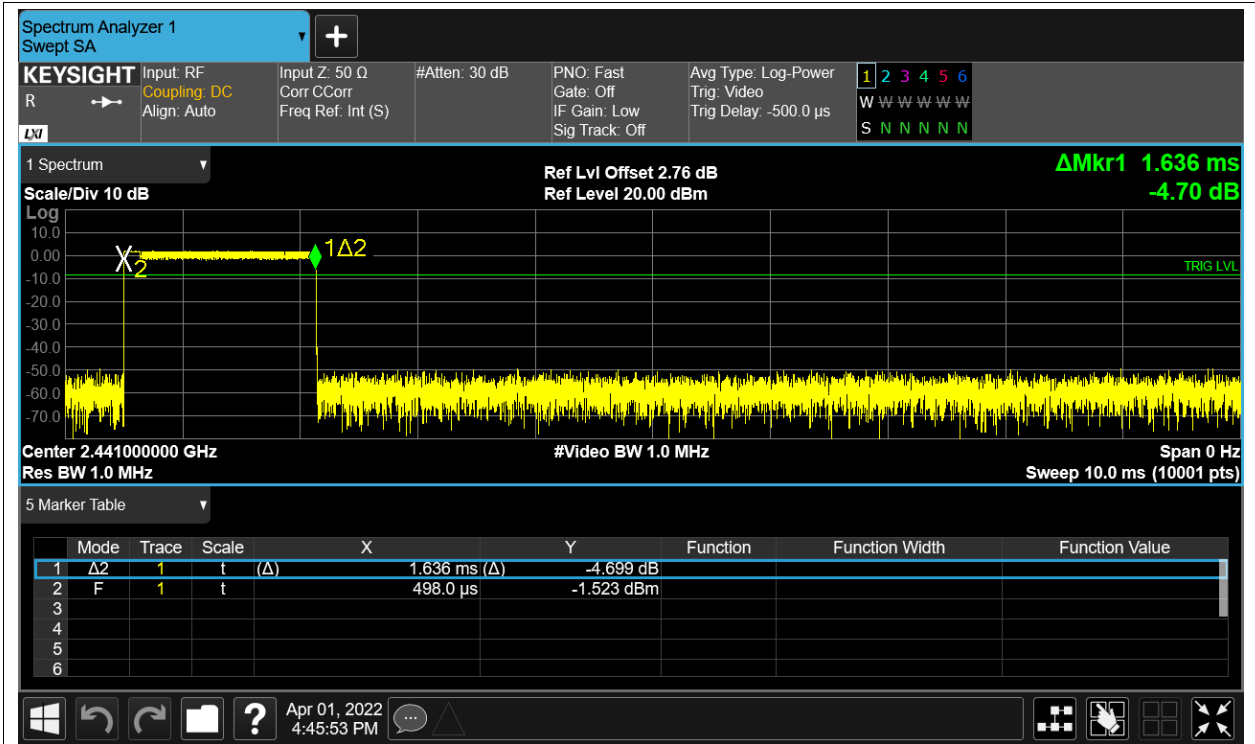 Spectrum Analyzer 1
Swept SA
KEYSIGHT Input: RF Input Z: 50 Ω #Atten: 30 dB PNO: Fast Avg Type: Log-Power 1 2 3 4 5 6
R Coupling: DC Corr CCorr Gate: Off Trig: Video W W W W W W
Align: Auto Freq Ref: Int (S) IF Gain: Low Trig Delay: -500.0 µs
LXI Sig Track: Off S N N N N N
1 Spectrum Ref Lvl Offset 2.76 dB ΔMkr1 1.636 ms
Scale/Div 10 dB Ref Level 20.00 dBm -4.70 dB
Log
10.0
0.00 X 2 1Δ2
TRIG LVL
-10.0
-20.0
-30.0
-40.0
-50.0
-60.0
-70.0
Center 2.441000000 GHz #Video BW 1.0 MHz Span 0 Hz
Res BW 1.0 MHz Sweep 10.0 ms (10001 pts)
5 Marker Table
Mode Trace Scale X Y Function Function Width Function Value
1 Δ2 1 t (Δ) 1.636 ms (Δ) -4.699 dB
2 F 1 t 498.0 µs -1.523 dBm
3
4
5
6
? Apr 01, 2022
4:45:53 PM